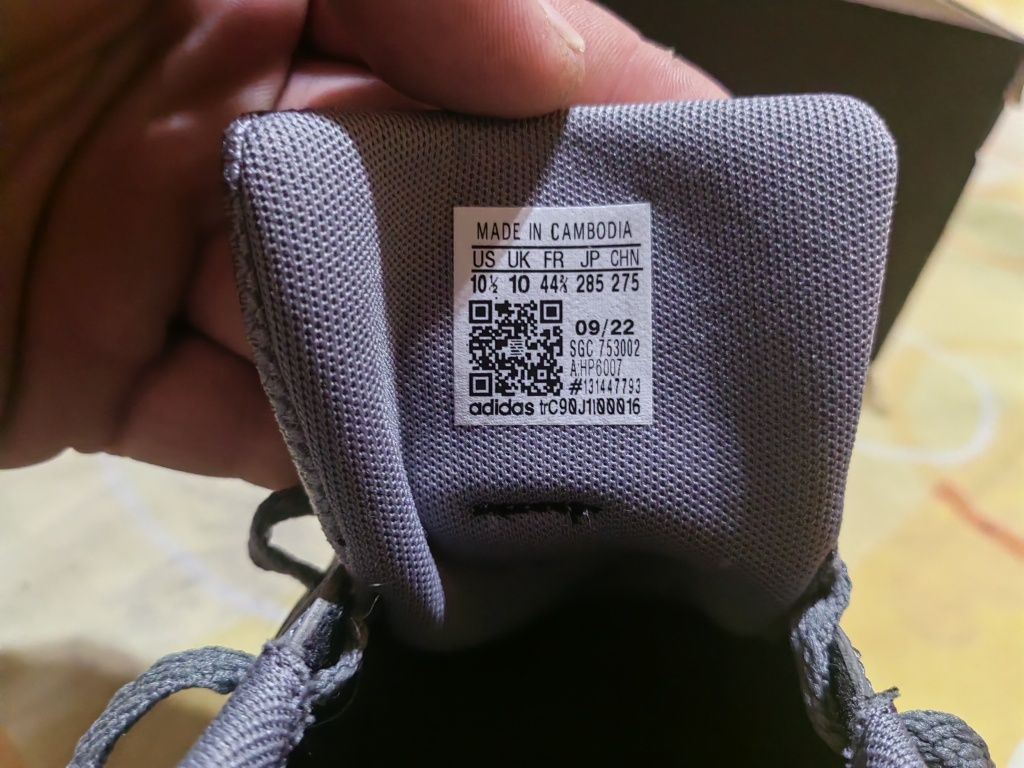 MADE IN CAMBODIA
US UK FR JP CHN
10½ 10 44⅔ 285 275
09/22
SGC 753002
A:HP6007
#131447793
adidas trC90J1I00016